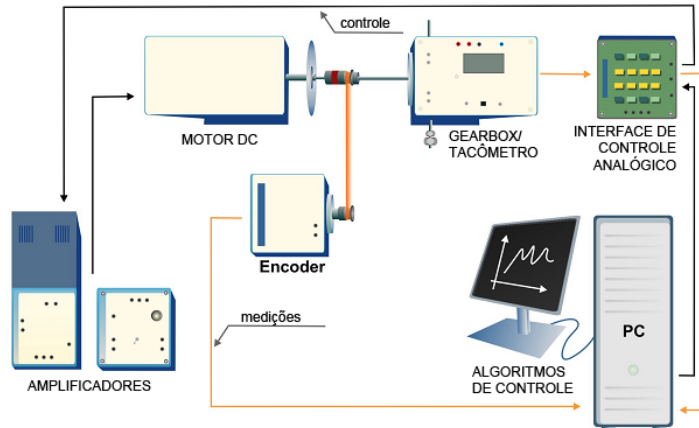 controle
MOTOR DC
GEARBOX/
TACÔMETRO
INTERFACE DE
CONTROLE
ANALÓGICO
Encoder
medições
AMPLIFICADORES
ALGORITMOS
DE CONTROLE
PC